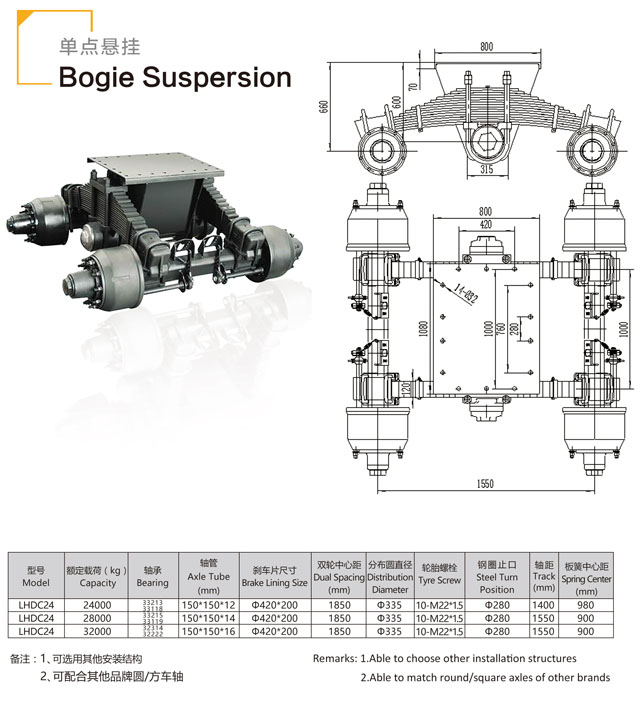 单点悬挂
Bogie Suspersion
800
660
600
70
315
800
420
14-Ø32
1080
1000
760
280
1000
120
1550
型号 额定载荷（kg） 轴承 轴管 刹车片尺寸 双轮中心距 分布圆直径 轮胎螺栓 钢圈止口 轴距 板簧中心距
Model Capacity Bearing Axle Tube (mm) Brake Lining Size Dual Spacing (mm) Distribution Diameter Tyre Screw Steel Turn Position Track (mm) Spring Center (mm)
LHDC24 24000 33213 33118 150*150*12 Φ420*200 1850 Φ335 10-M22*1.5 Φ280 1400 980
LHDC24 28000 33215 33119 150*150*14 Φ420*200 1850 Φ335 10-M22*1.5 Φ280 1550 900
LHDC24 32000 32314 32222 150*150*16 Φ420*200 1850 Φ335 10-M22*1.5 Φ280 1550 900
备注：1、可选用其他安装结构
2、可配合其他品牌圆/方车轴
Remarks: 1.Able to choose other installation structures
2.Able to match round/square axles of other brands